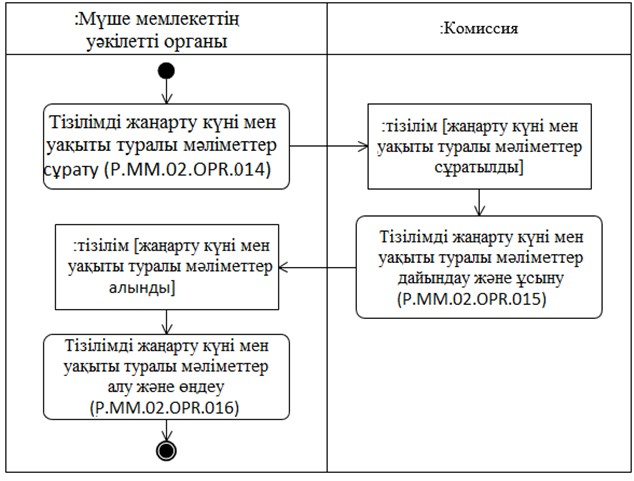 :Мүше мемлекеттің
уәкілетті органы
:Комиссия
Тізілімді жаңарту күні мен
уақыты туралы мәліметтер
сұрату (P.MM.02.OPR.014)
:тізілім [жаңарту күні мен
уақыты туралы мәліметтер
сұратылды]
Тізілімді жаңарту күні мен
уақыты туралы мәліметтер
дайындау және ұсыну
(P.MM.02.OPR.015)
:тізілім [жаңарту күні мен
уақыты туралы мәліметтер
алынды]
Тізілімді жаңарту күні мен
уақыты туралы мәліметтер
алу және өңдеу
(P.MM.02.OPR.016)